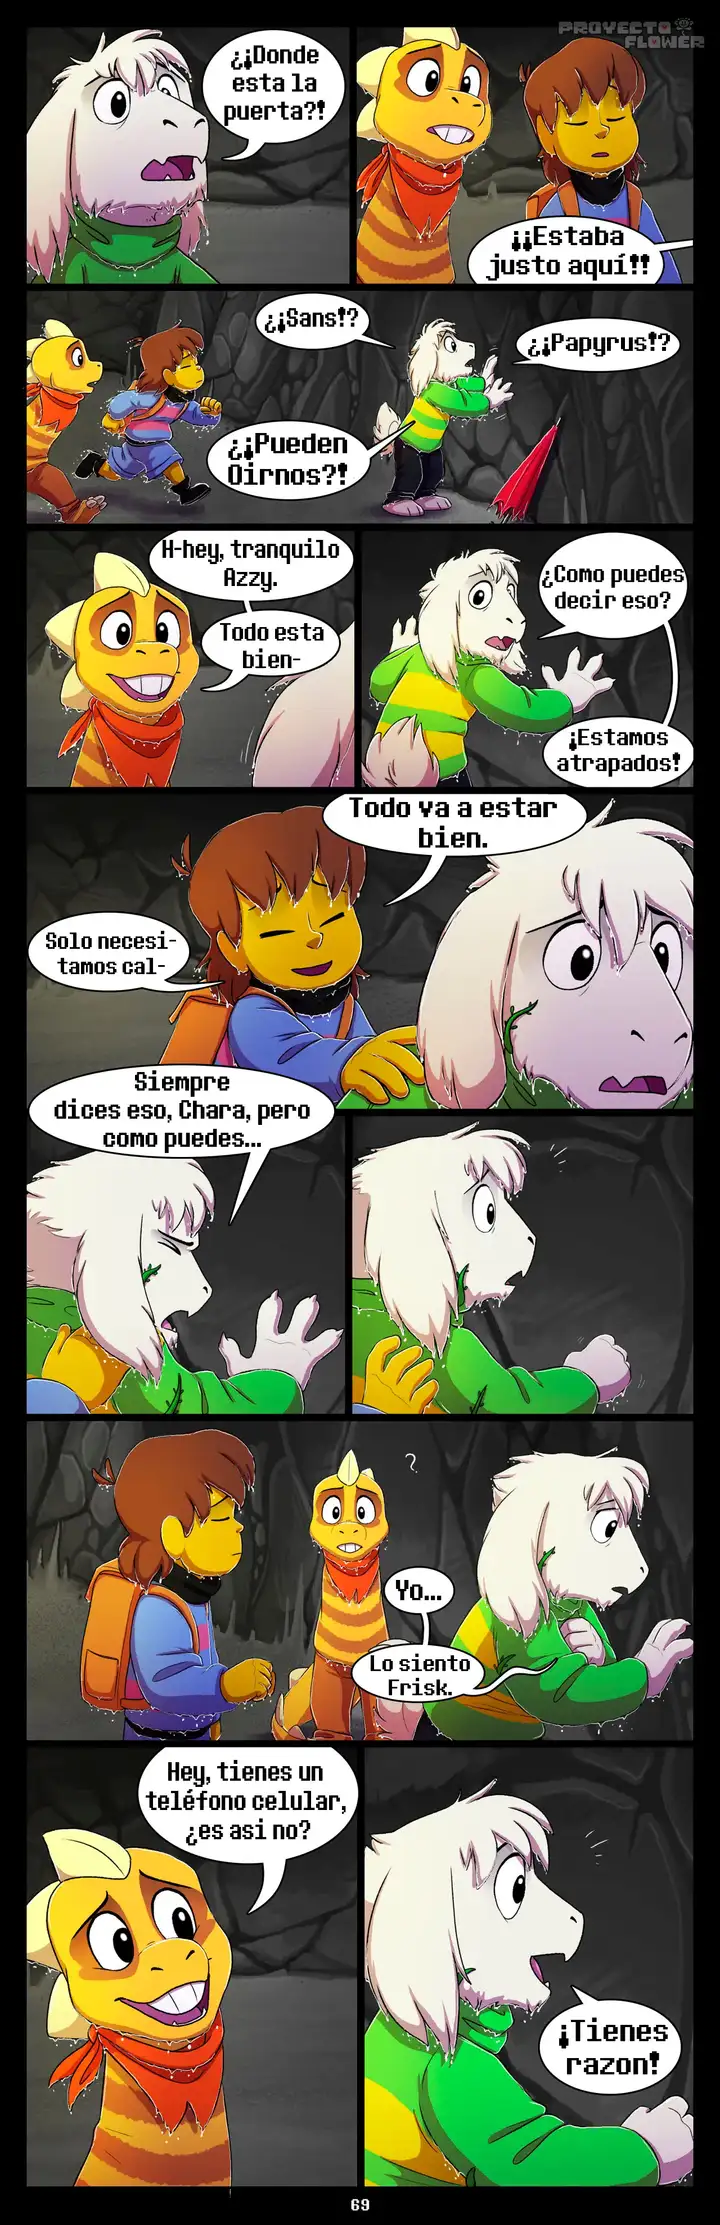 PROYECTO
FLOWER
¿¡Donde
esta la
puerta?!
¡¡Estaba
justo aquí!!
¿¡Sans!?
¿¡Papyrus!?
¿¡Pueden
Oirnos?!
H-hey, tranquilo
Azzy.
Todo esta
bien-
¿Como puedes
decir eso?
¡Estamos
atrapados!
Todo va a estar
bien.
Solo necesi-
tamos cal-
Siempre
dices eso, Chara, pero
como puedes...
?
Yo...
Lo siento
Frisk.
Hey, tienes un
teléfono celular,
¿es asi no?
¡Tienes
razon!
69